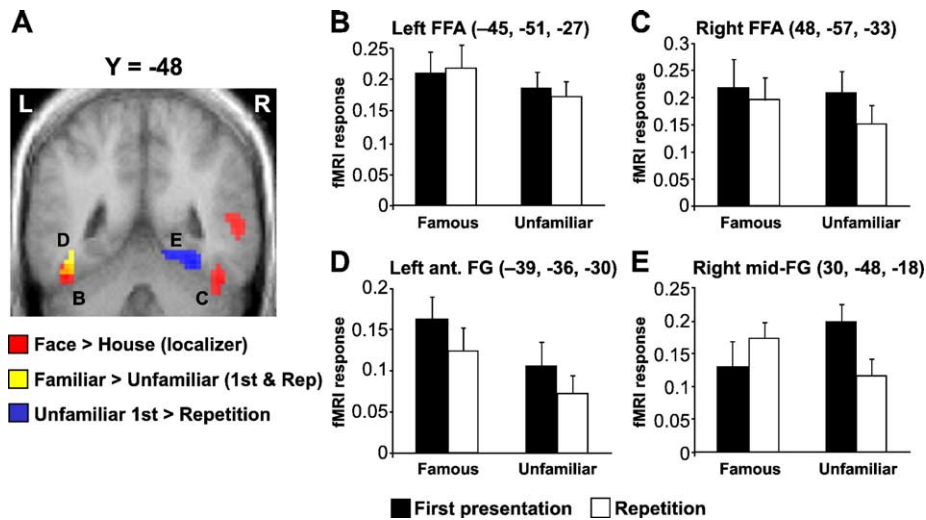 A
Y = -48
L
R
D
E
B
C
Face > House (localizer)
Familiar > Unfamiliar (1st & Rep)
Unfamiliar 1st > Repetition
B
Left FFA (–45, -51, -27)
fMRI response
0.25
0.2
0.15
0.1
0.05
0
Famous
Unfamiliar
C
Right FFA (48, -57, -33)
fMRI response
0.3
0.25
0.2
0.15
0.1
0.05
0
Famous
Unfamiliar
D
Left ant. FG (–39, -36, -30)
fMRI response
0.15
0.1
0.05
0
Famous
Unfamiliar
E
Right mid-FG (30, -48, -18)
fMRI response
0.25
0.2
0.15
0.1
0.05
0
Famous
Unfamiliar
First presentation
Repetition